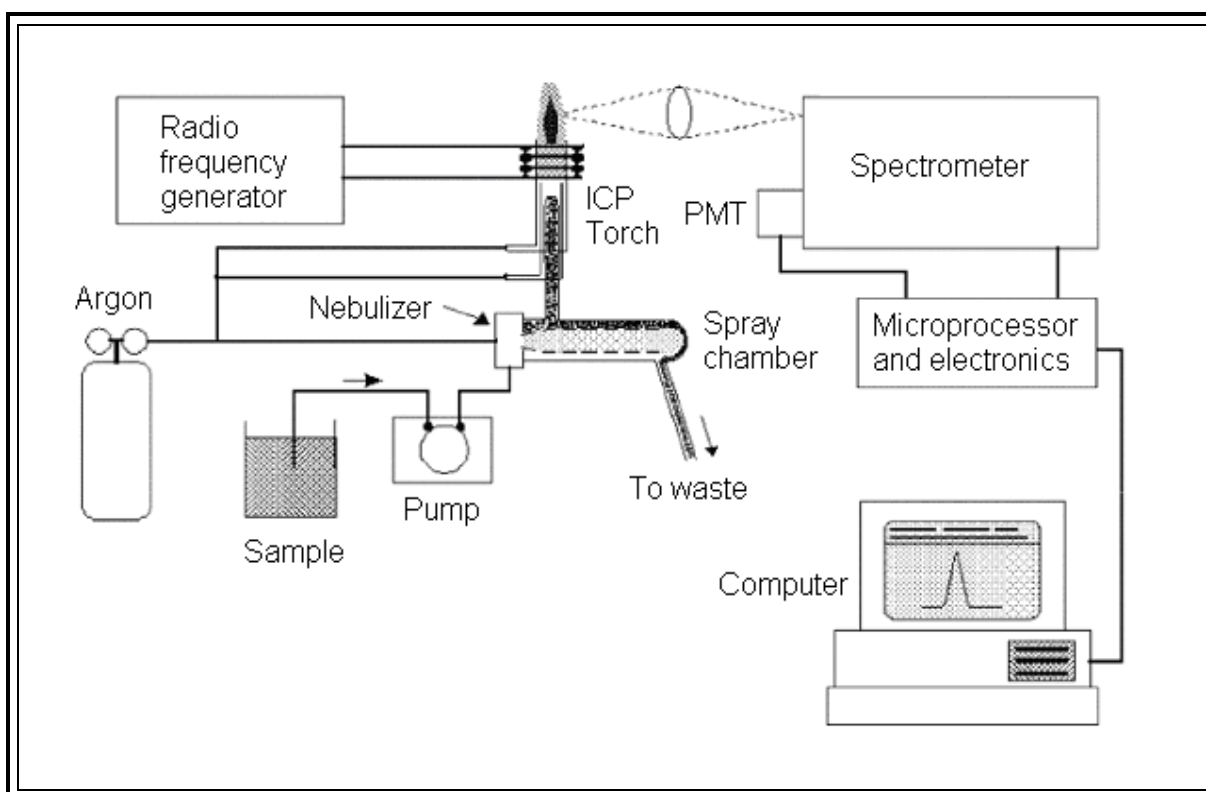 Radio
frequency
generator
ICP
Torch
Spectrometer
PMT
Argon
Nebulizer
Spray
chamber
Microprocessor
and electronics
Pump
To waste
Sample
Computer